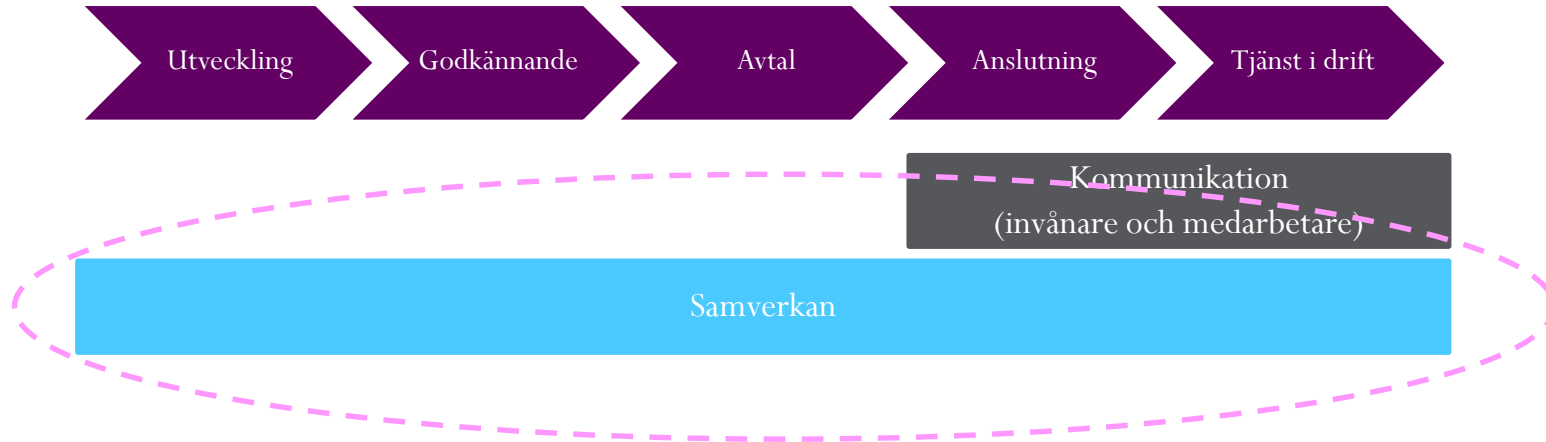 Utveckling
Godkännande
Avtal
Anslutning
Tjänst i drift
Kommunikation
(invånare och medarbetare)
Samverkan